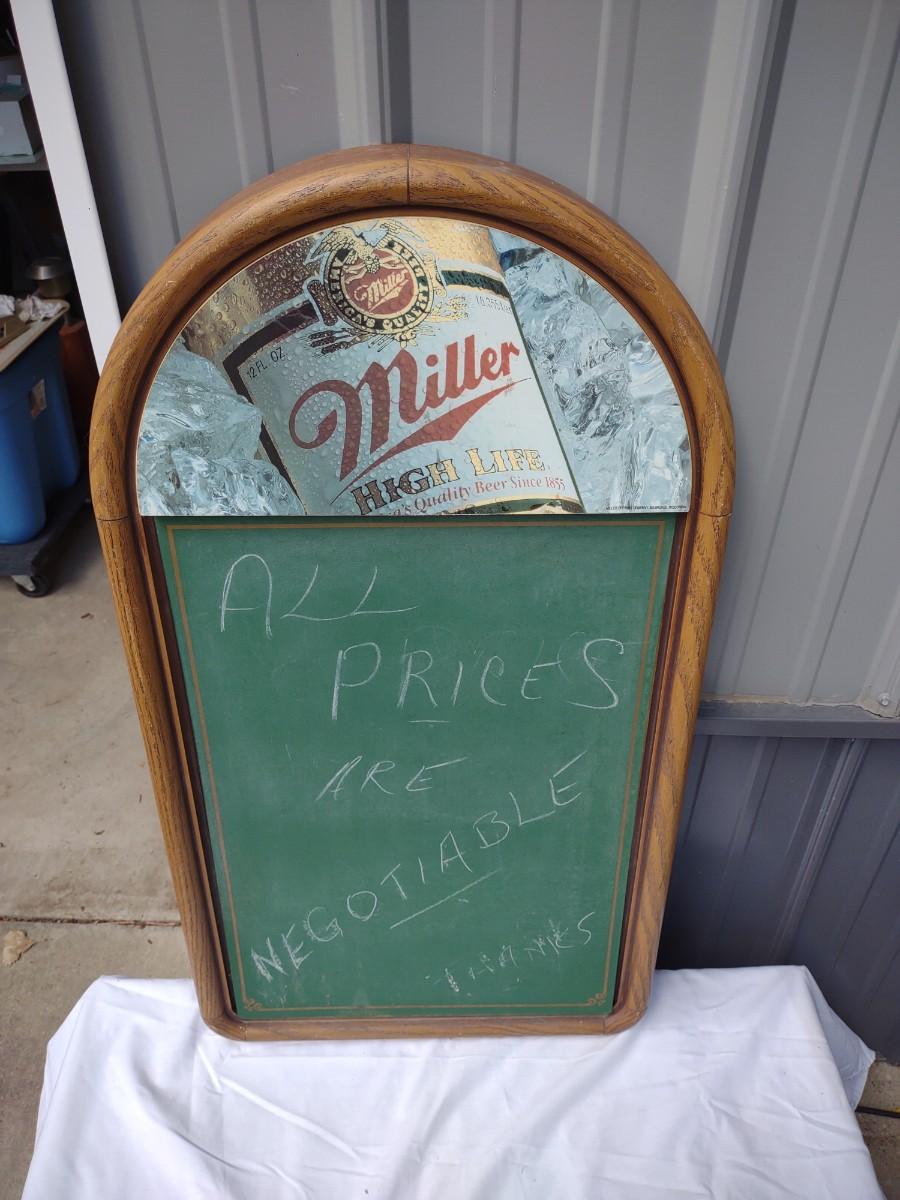 Miller
12 FL. OZ.
Miller
HIGH LIFE
Quality Beer Since 1855
ALL
PRICES
ARE
NEGOTIABLE
THANKS